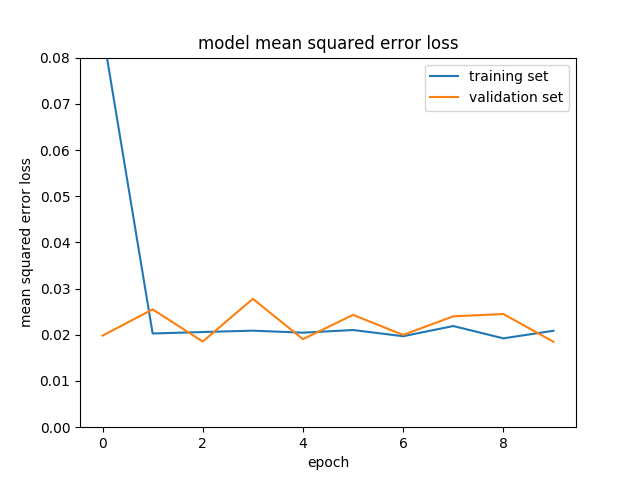 model mean squared error loss
training set
validation set
0.08
0.07
0.06
0.05
0.04
0.03
0.02
0.01
0.00
mean squared error loss
0 2 4 6 8
epoch